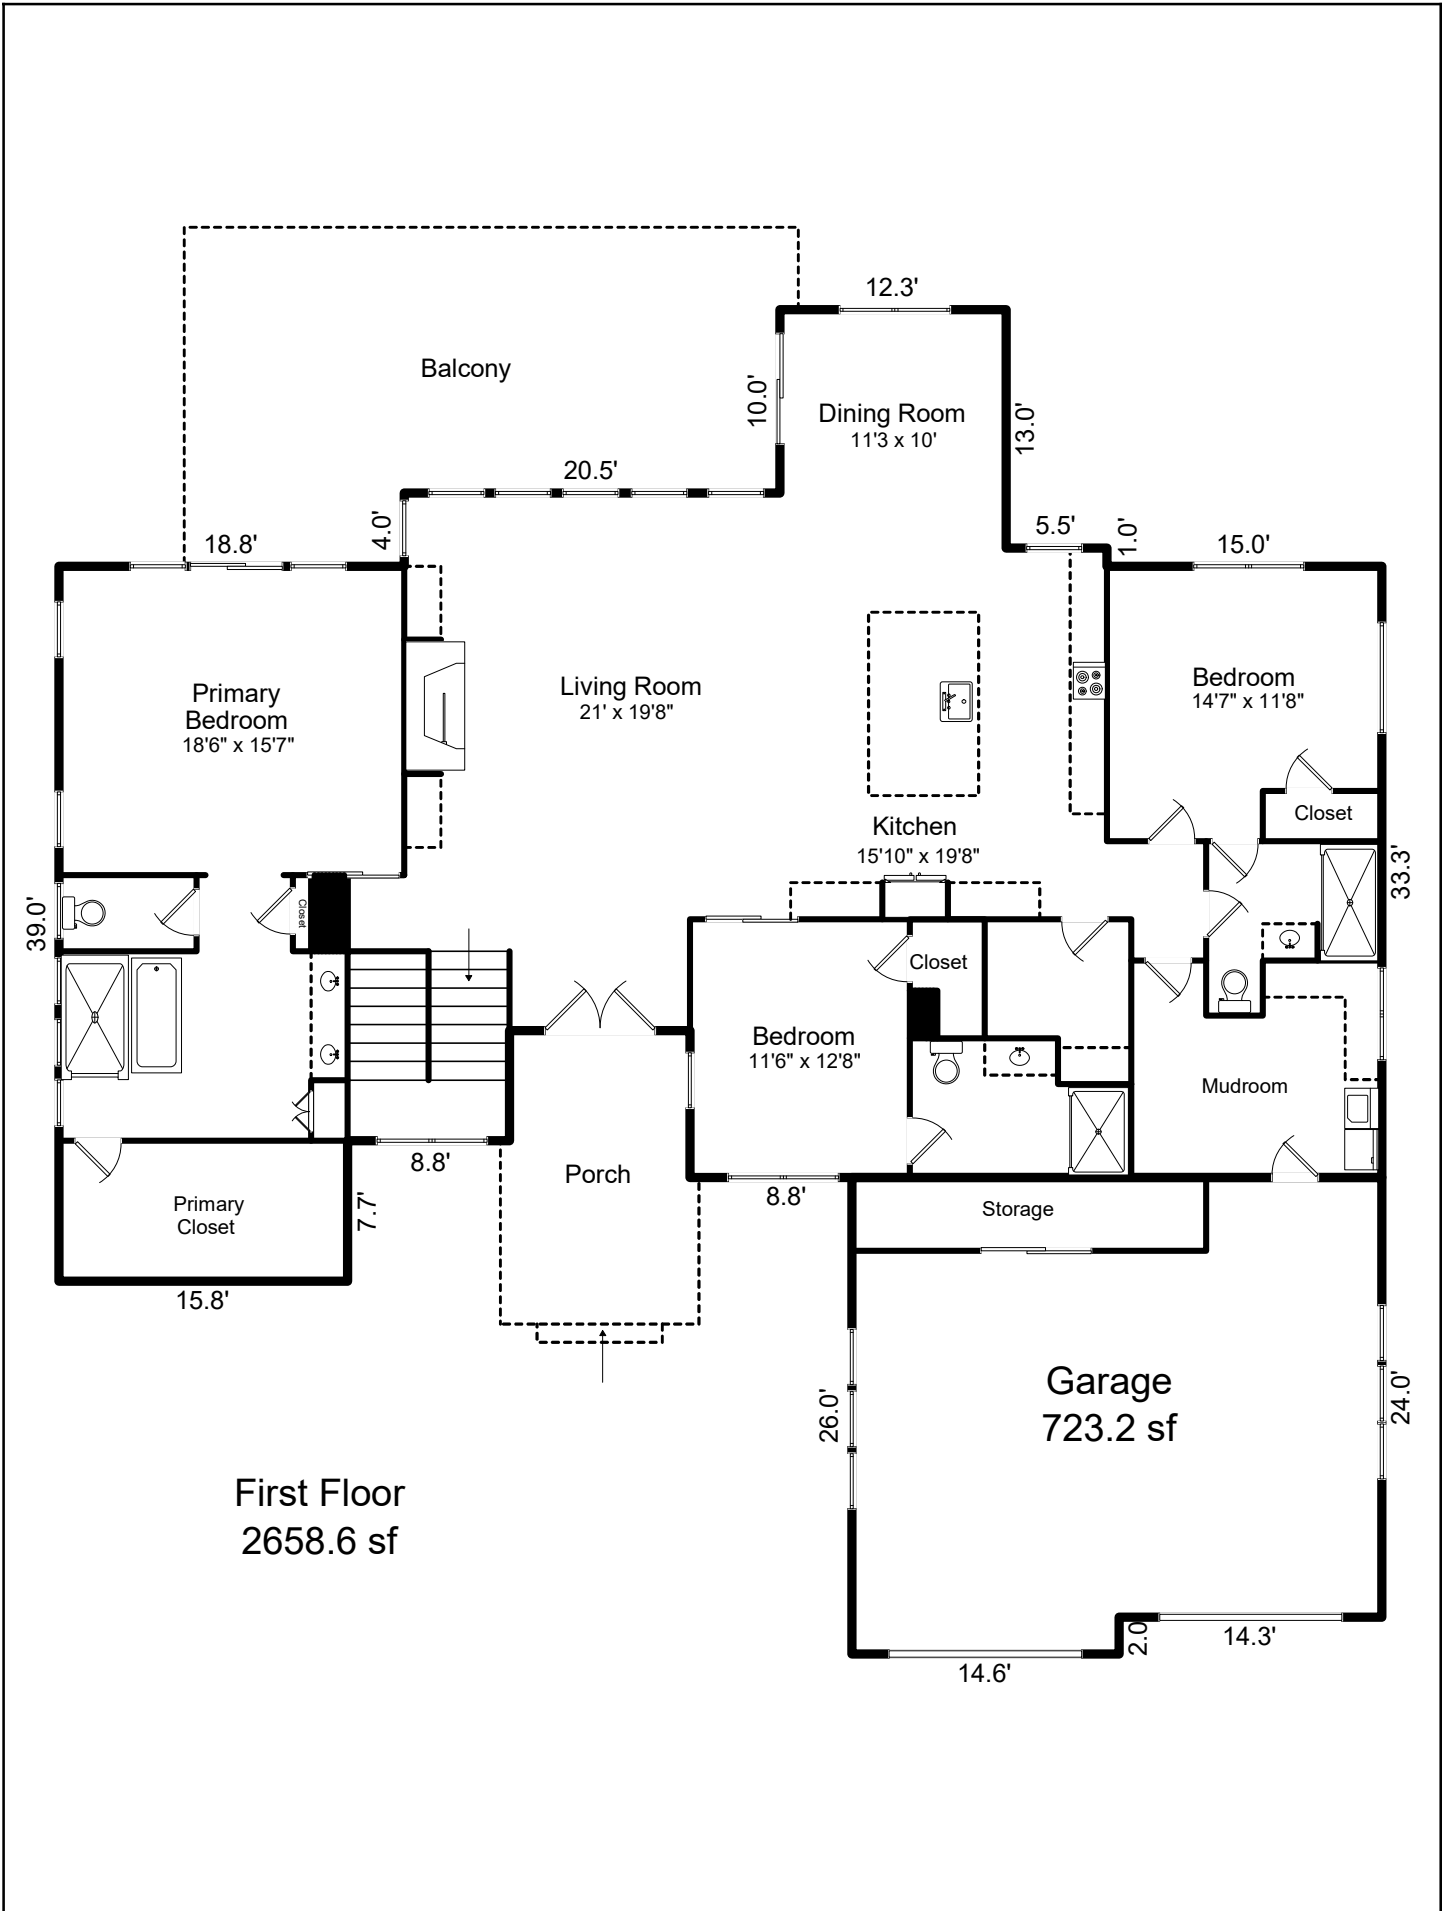 12.3'
Balcony
10.0'
Dining Room
11'3 x 10'
13.0'
20.5'
4.0'
18.8'
5.5'
1.0'
15.0'
Primary
Bedroom
18'6" x 15'7"
Living Room
21' x 19'8"
Bedroom
14'7" x 11'8"
Closet
Kitchen
15'10" x 19'8"
33.3'
39.0'
Closet
Closet
Bedroom
11'6" x 12'8"
Mudroom
8.8'
Porch
8.8'
Primary
Closet
7.7'
Storage
15.8'
Garage
723.2 sf
26.0'
24.0'
First Floor
2658.6 sf
2.0
14.3'
14.6'